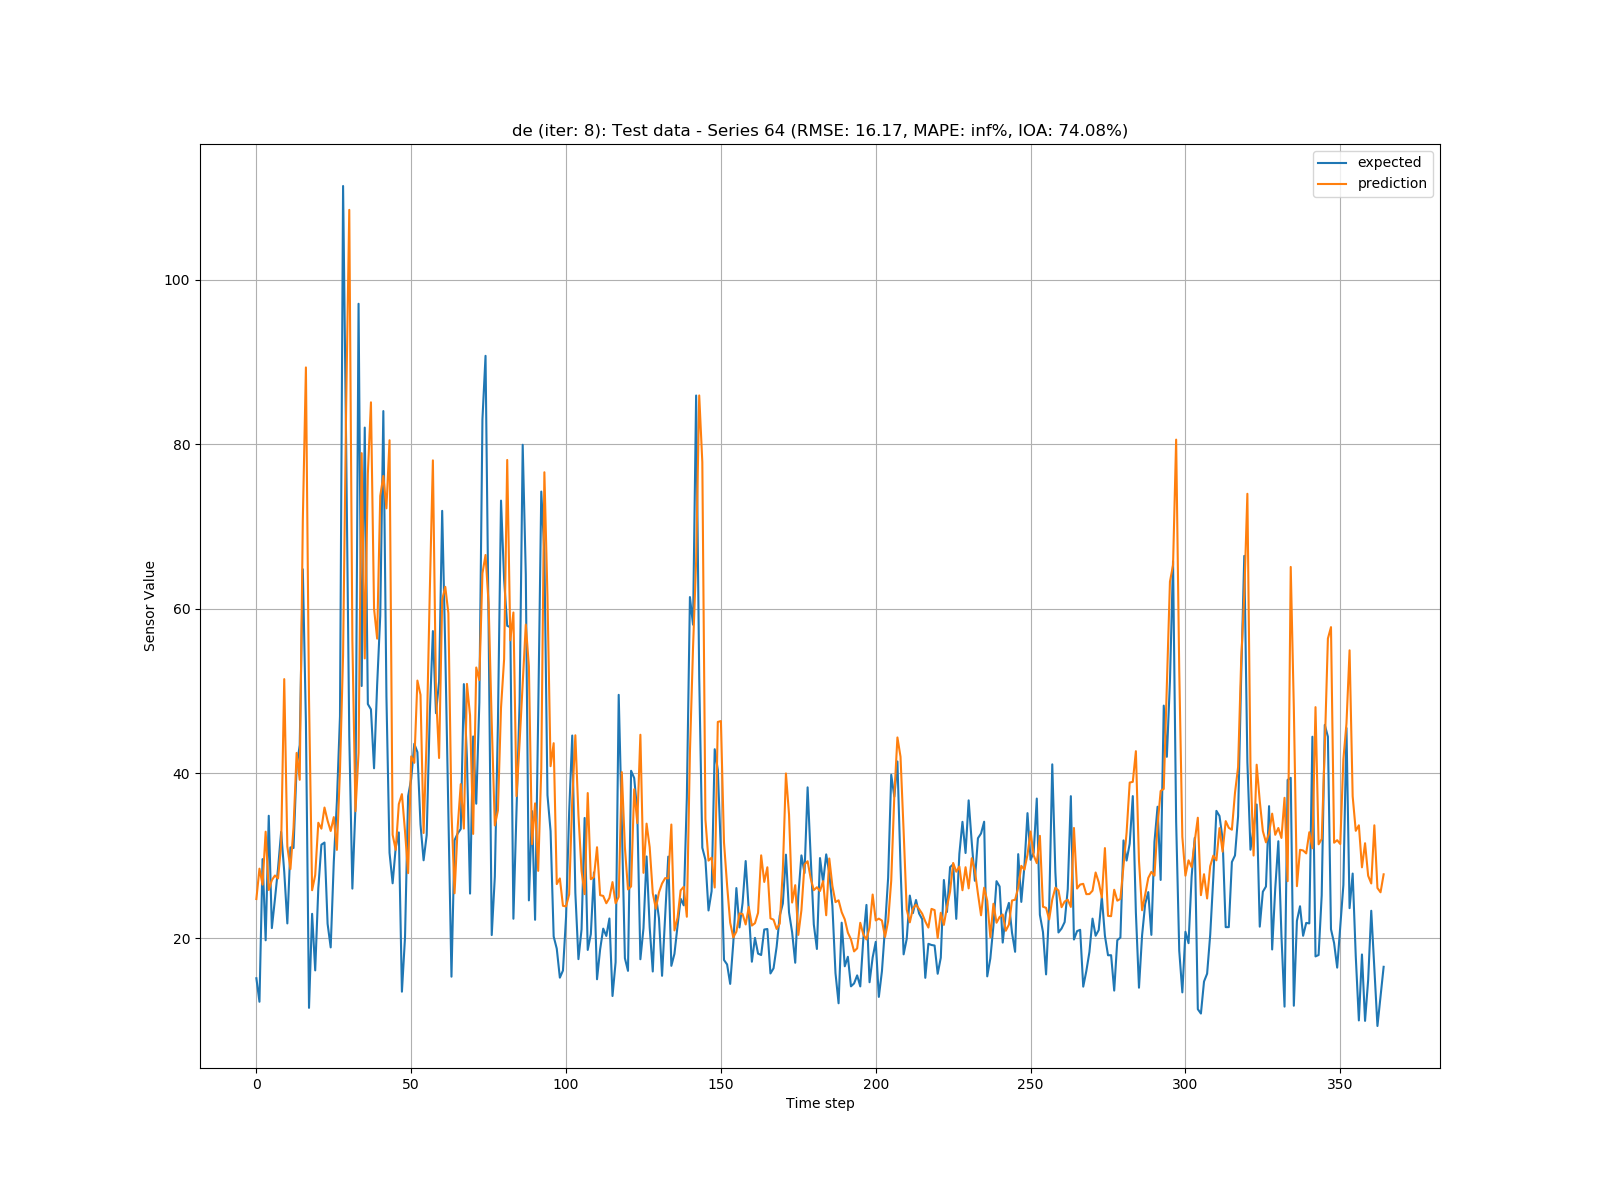 de (iter: 8): Test data - Series 64 (RMSE: 16.17, MAPE: inf%, IOA: 74.08%)
expected
prediction
100
80
60
40
20
Sensor Value
0 50 100 150 200 250 300 350
Time step